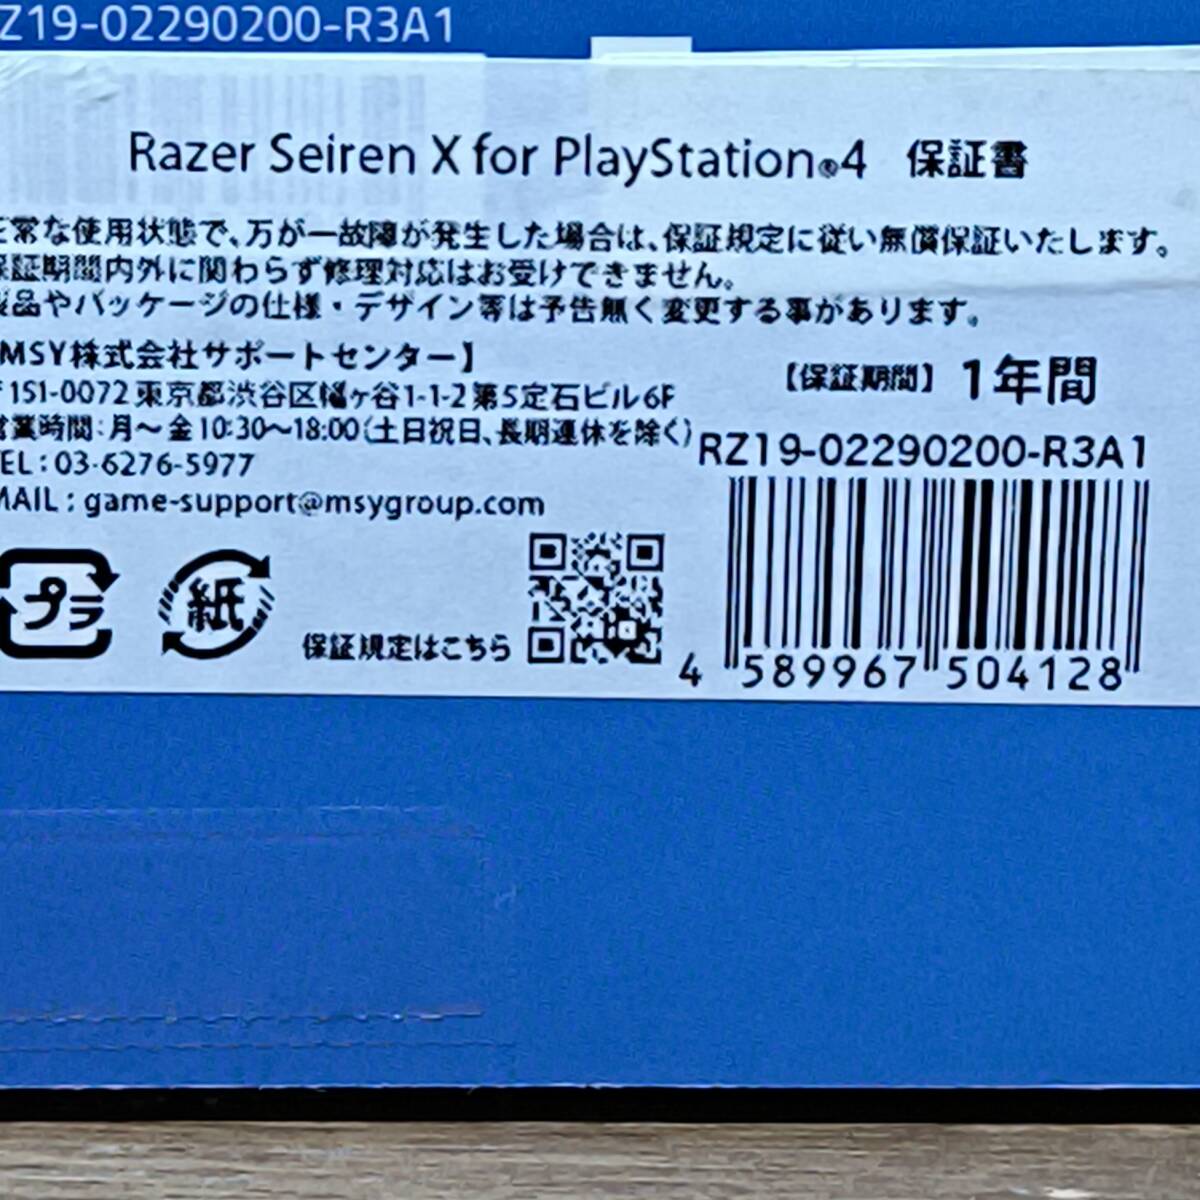 Z19-02290200-R3A1
Razer Seiren X for PlayStation®4 保証書
正常な使用状態で、万が一故障が発生した場合は、保証規定に従い無償保証いたします。
保証期間内外に関わらず修理対応はお受けできません。
製品やパッケージの仕様・デザイン等は予告無く変更する事があります。
MSY株式会社サポートセンター】
〒151-0072 東京都渋谷区幡ヶ谷1-1-2 第5定石ビル6F
営業時間:月~金10:30~18:00(土日祝日、長期連休を除く)
EL:03-6276-5977
MAIL:game-support@msygroup.com
【保証期間】 1年間
RZ19-02290200-R3A1
プラ
紙
保証規定はこちら
4 589967 504128